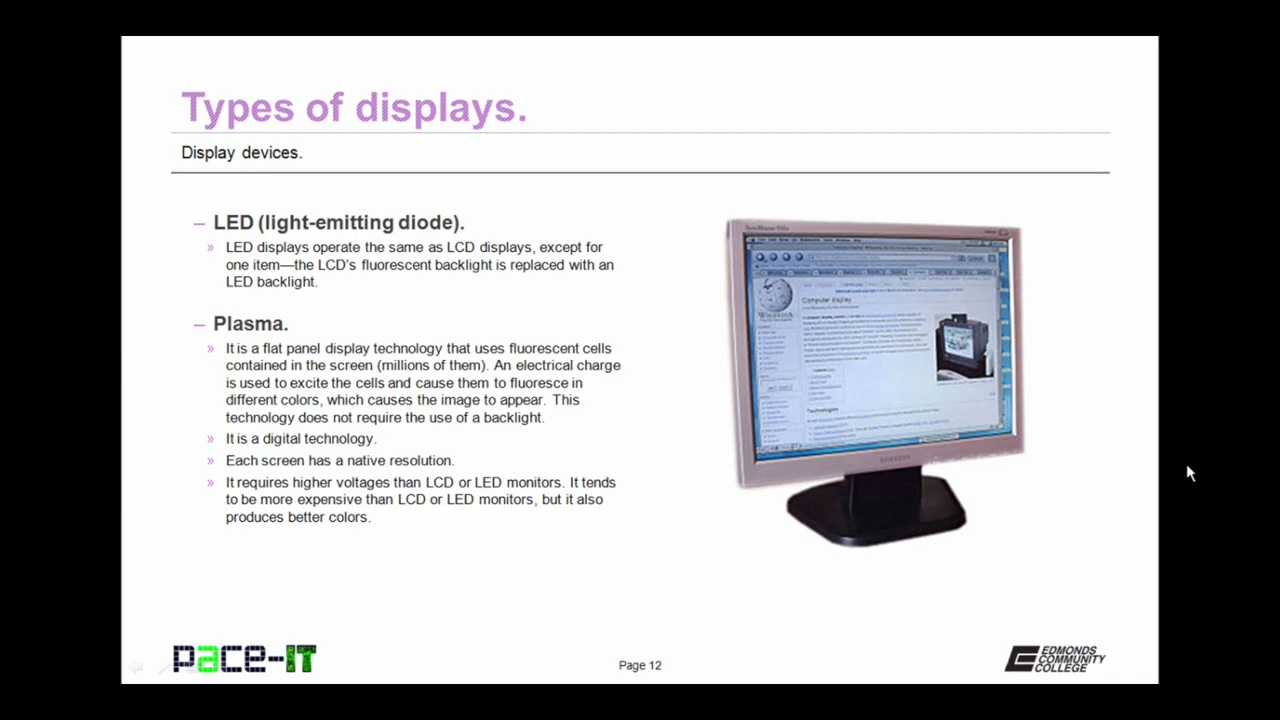 Types of displays.
Display devices.
– LED (light-emitting diode).
» LED displays operate the same as LCD displays, except for
one item—the LCD's fluorescent backlight is replaced with an
LED backlight.
– Plasma.
» It is a flat panel display technology that uses fluorescent cells
contained in the screen (millions of them). An electrical charge
is used to excite the cells and cause them to fluoresce in
different colors, which causes the image to appear. This
technology does not require the use of a backlight.
» It is a digital technology.
» Each screen has a native resolution.
» It requires higher voltages than LCD or LED monitors. It tends
to be more expensive than LCD or LED monitors, but it also
produces better colors.
Computer display
WIKIPEDIA
Technologies
SAMSUNG
pace-IT
Page 12
EDMONDS
COMMUNITY
COLLEGE